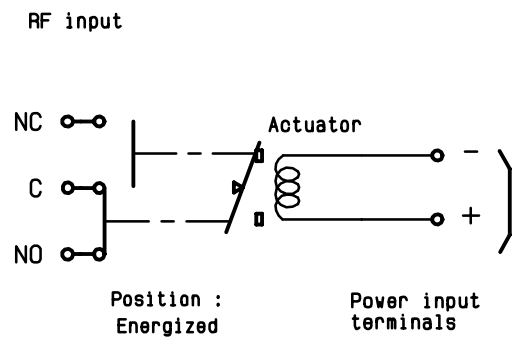 RF input
NC
Actuator
-
C
+
NO
Position :
Energized
Power input
terminals